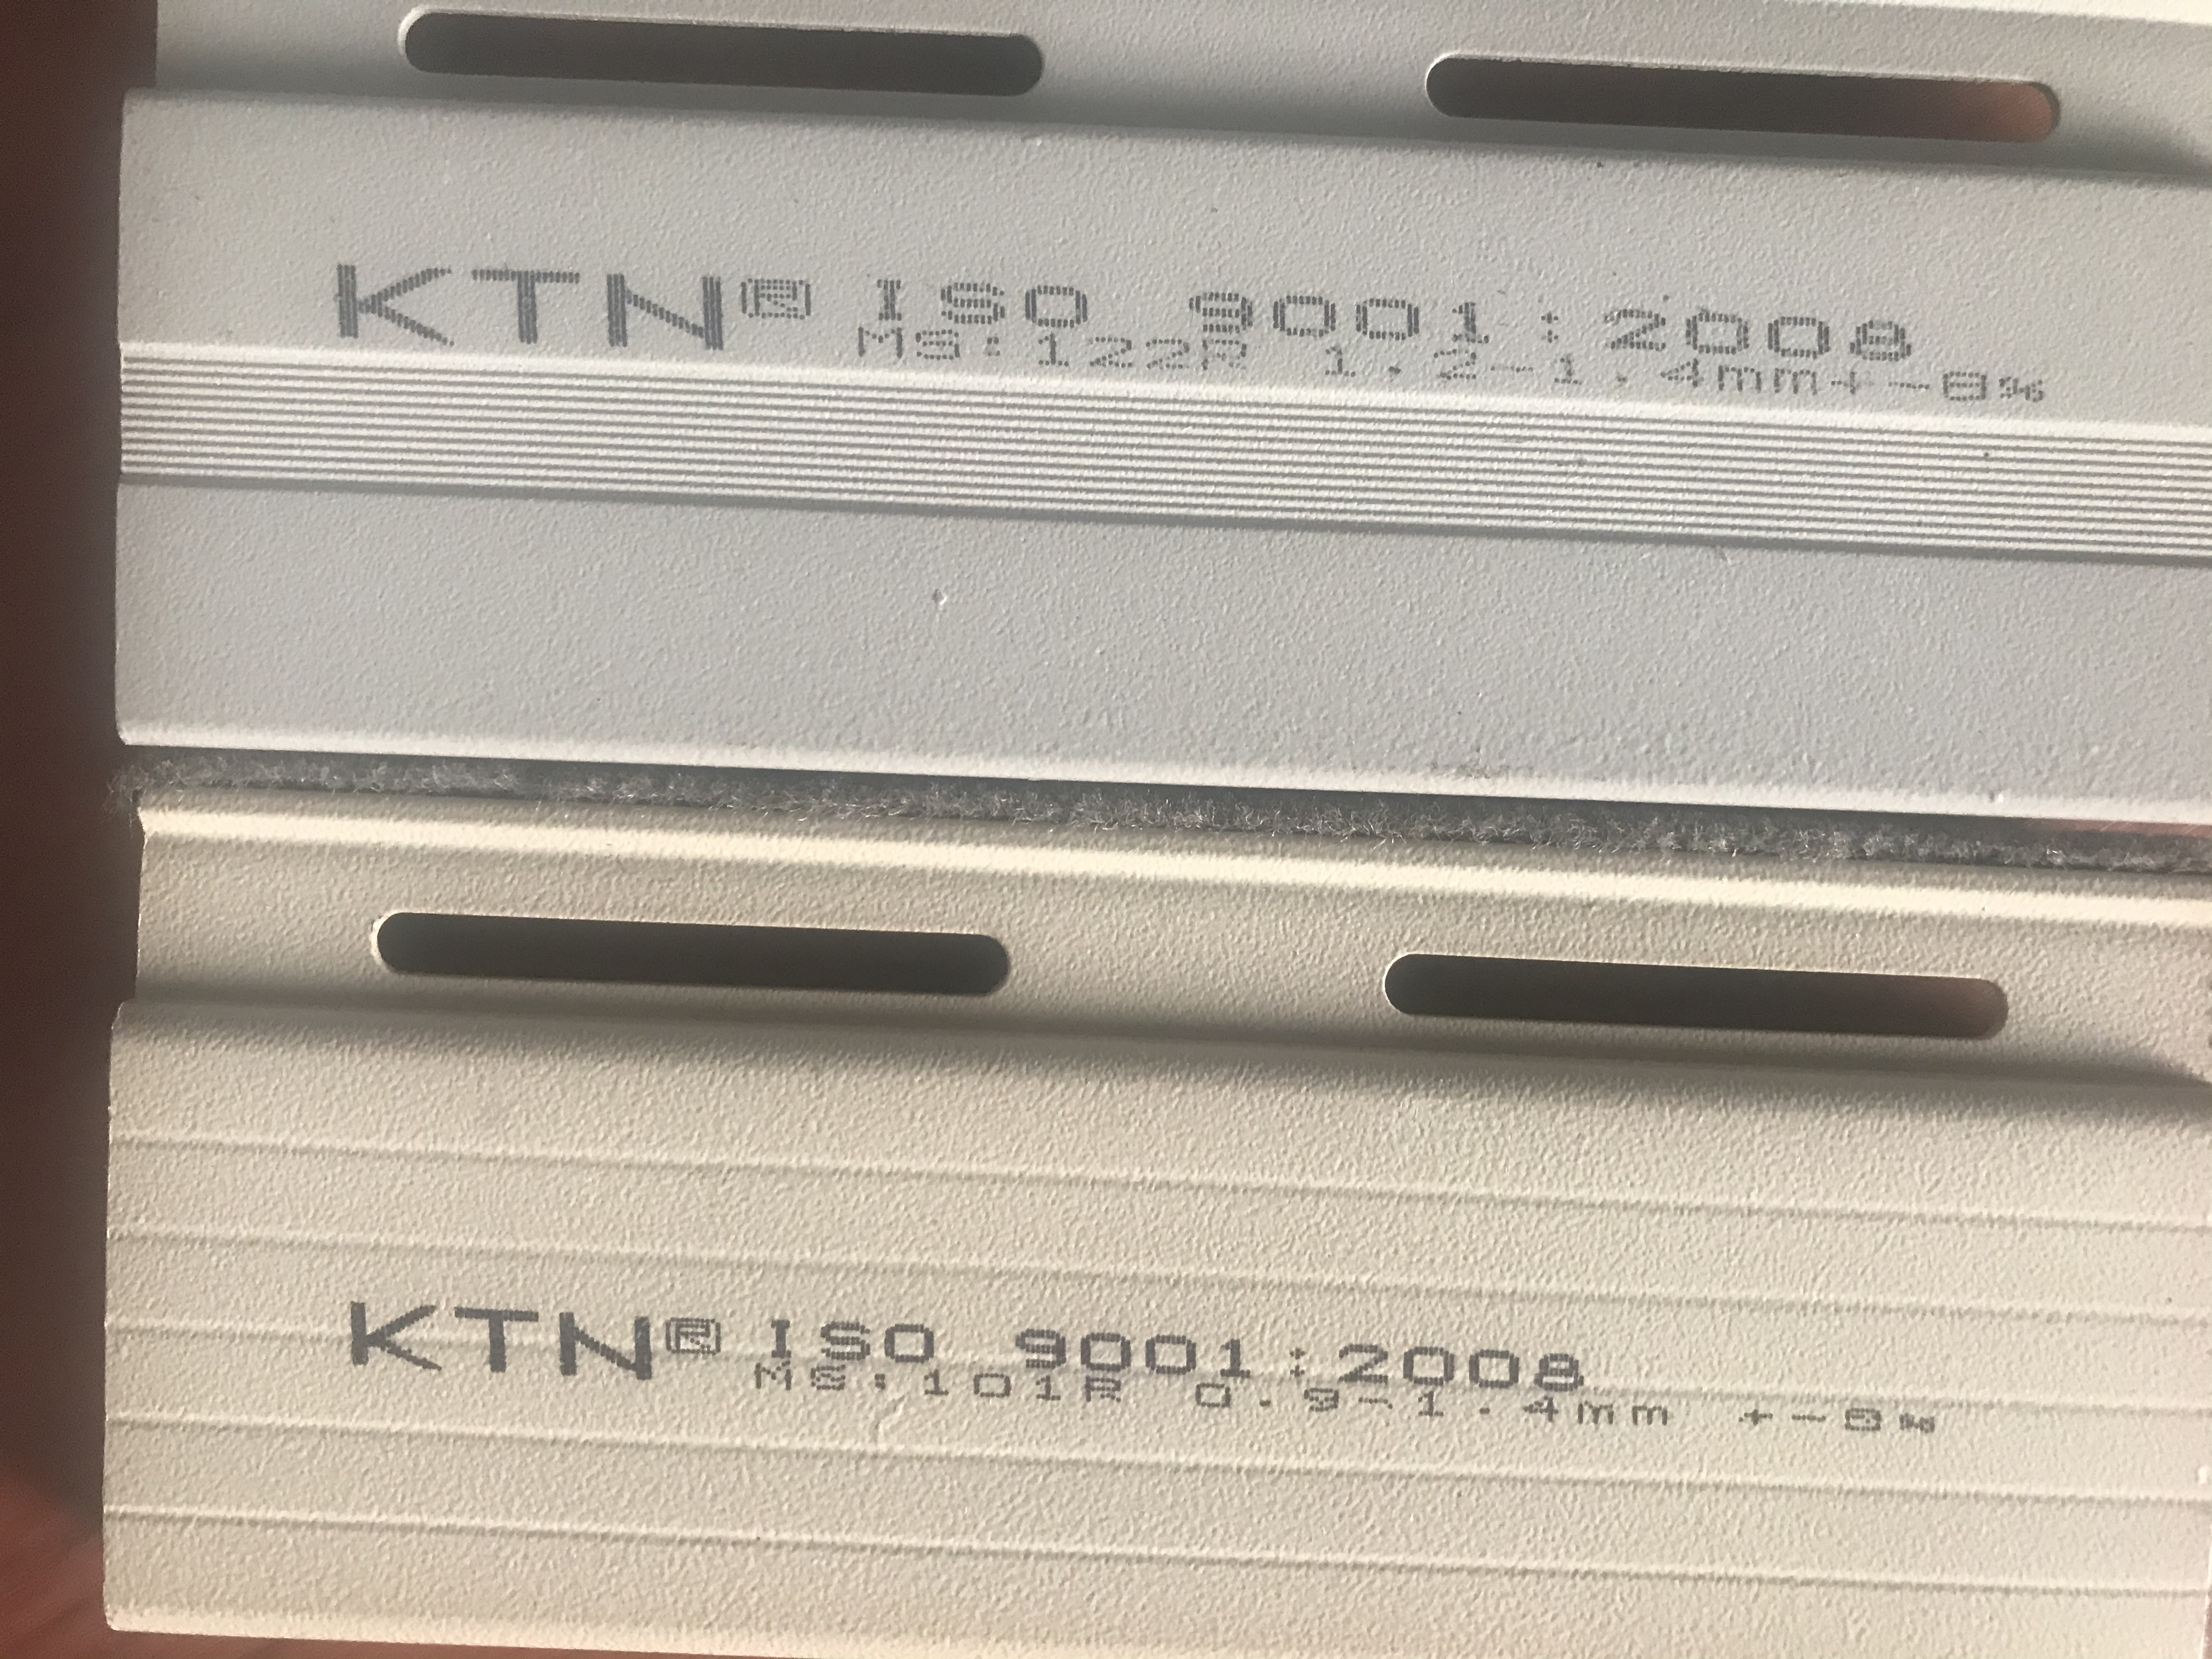 KTN® ISO 9001:2008
MS:122R 1.2-1.4mm+-8%
KTN® ISO 9001:2008
MS:101R 0.9-1.4mm +-8%